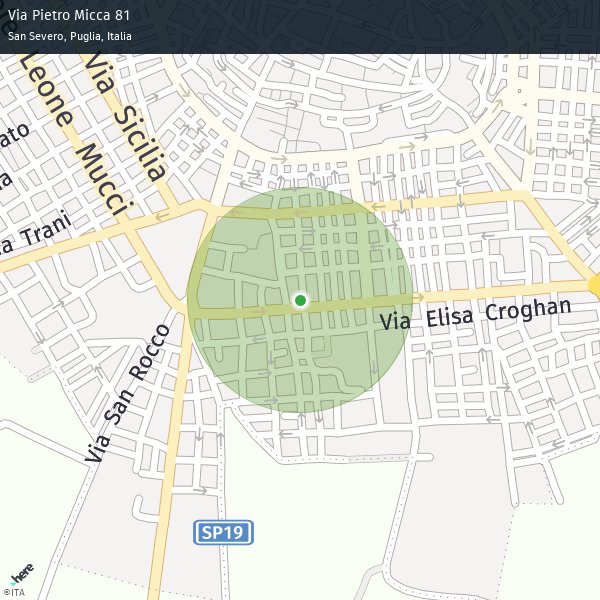 Via Pietro Micca 81
San Severo, Puglia, Italia
Leone Mucci
Via Sicilia
ato
a Trani
Via San Rocco
Via Elisa Croghan
SP19
here
©ITA